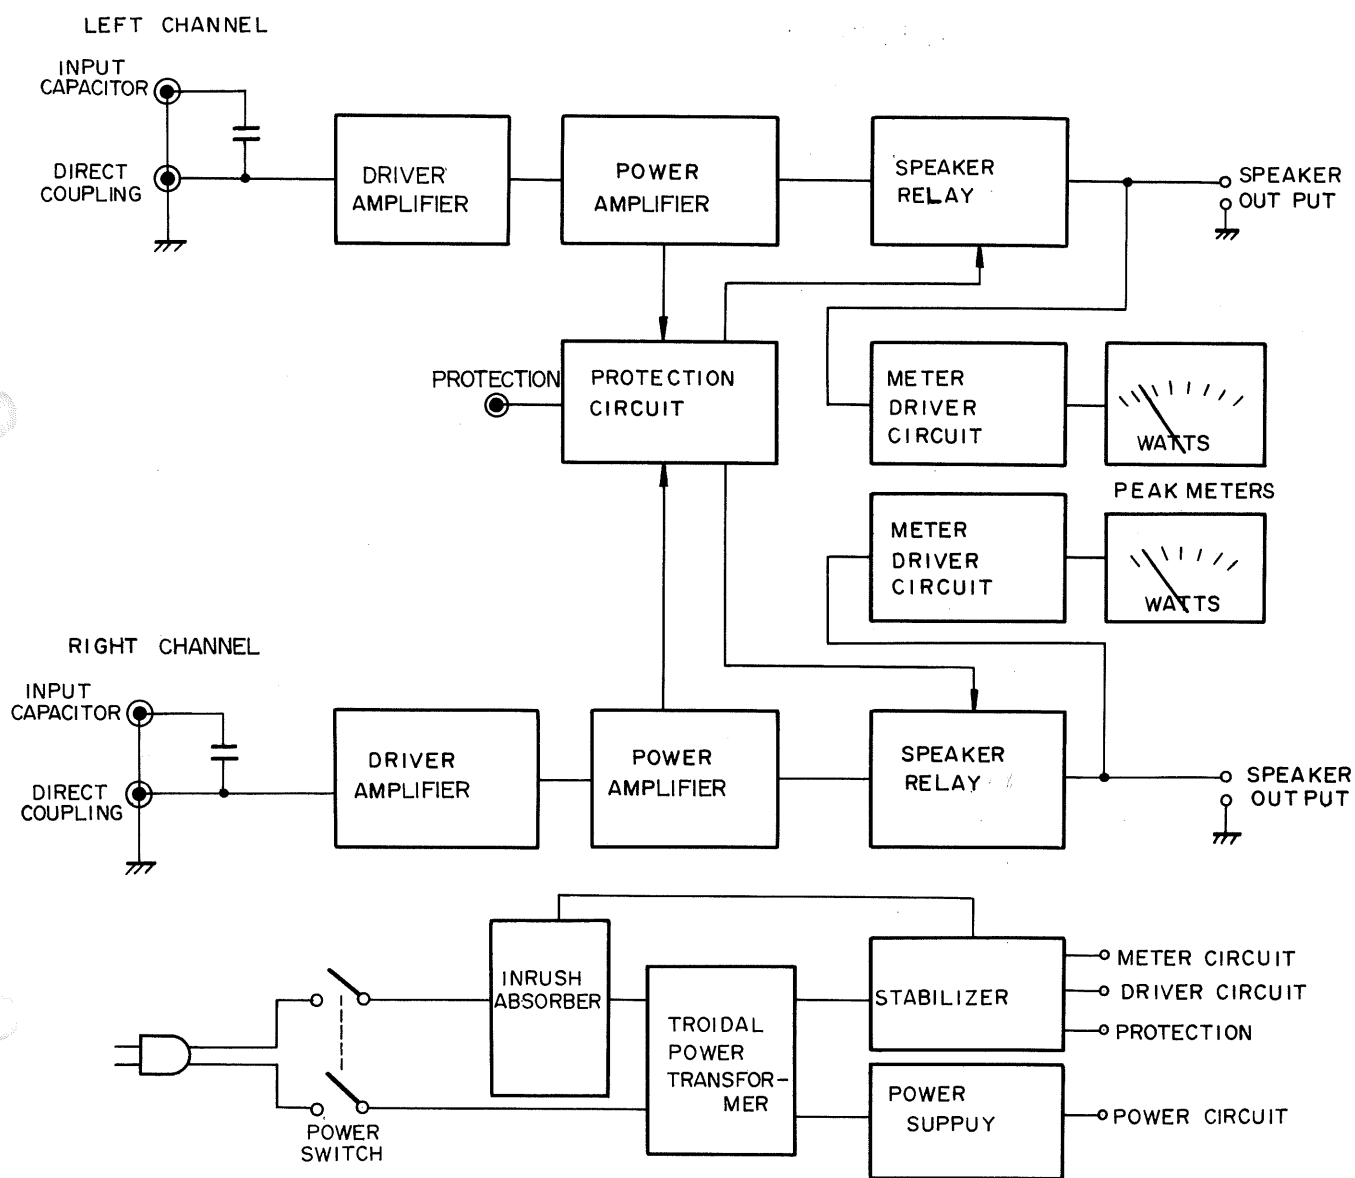 LEFT CHANNEL
INPUT
CAPACITOR
DIRECT
COUPLING
DRIVER
AMPLIFIER
POWER
AMPLIFIER
SPEAKER
RELAY
SPEAKER
OUT PUT
PROTECTION
PROTECTION
CIRCUIT
METER
DRIVER
CIRCUIT
WATTS
PEAK METERS
METER
DRIVER
CIRCUIT
WATTS
RIGHT CHANNEL
INPUT
CAPACITOR
DIRECT
COUPLING
DRIVER
AMPLIFIER
POWER
AMPLIFIER
SPEAKER
RELAY
SPEAKER
OUT PUT
INRUSH
ABSORBER
TROIDAL
POWER
TRANSFOR-
MER
STABILIZER
METER CIRCUIT
DRIVER CIRCUIT
PROTECTION
POWER
SUPPUY
POWER CIRCUIT
POWER
SWITCH